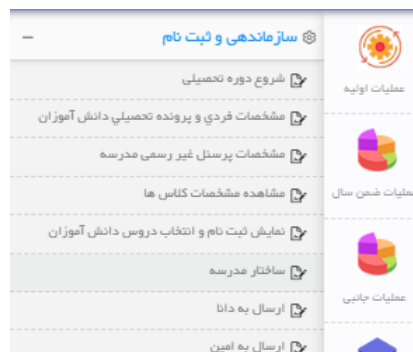 سازماندهی و ثبت نام
شروع دوره تحصیلی
مشخصات فردي و پرونده تحصيلي دانش آموزان
مشخصات پرسنل غیر رسمی مدرسه
مشاهده مشخصات کلاس ها
نمایش ثبت نام و انتخاب دروس دانش آموزان
ساختار مدرسه
ارسال به دانا
ارسال به امین
عملیات اولیه
عملیات ضمن سال
عملیات جانبی